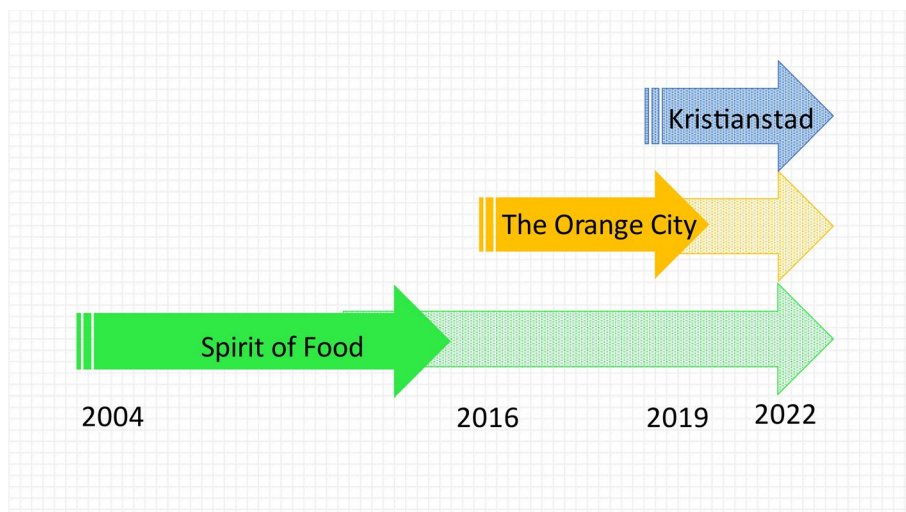 Kristianstad
The Orange City
Spirit of Food
2004
2016
2019
2022